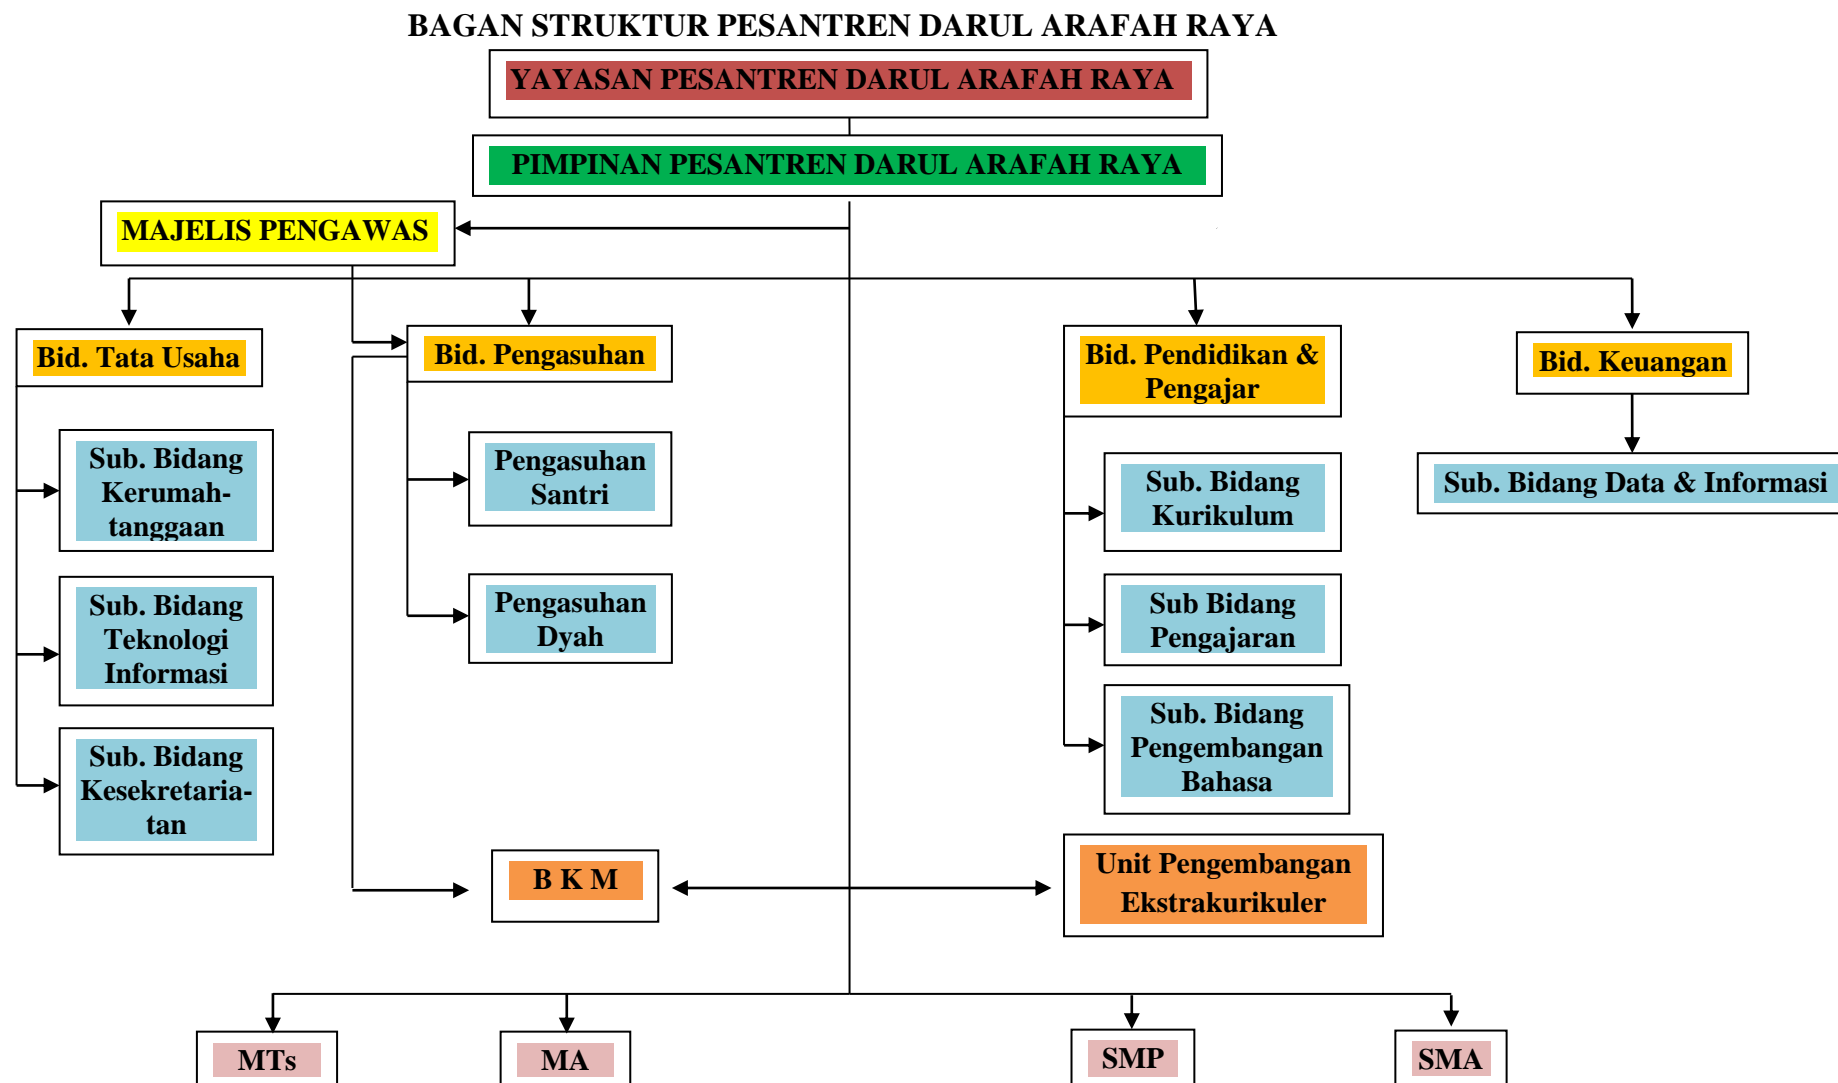 BAGAN STRUKTUR PESANTREN DARUL ARAFAH RAYA
YAYASAN PESANTREN DARUL ARAFAH RAYA
PIMPINAN PESANTREN DARUL ARAFAH RAYA
MAJELIS PENGAWAS
Bid. Tata Usaha
Bid. Pengasuhan
Bid. Pendidikan &
Pengajar
Bid. Keuangan
Sub. Bidang
Kerumah-
tanggaan
Sub. Bidang
Teknologi
Informasi
Sub. Bidang
Kesekretaria-
tan
Pengasuhan
Santri
Pengasuhan
Dyah
Sub. Bidang
Kurikulum
Sub Bidang
Pengajaran
Sub. Bidang
Pengembangan
Bahasa
Sub. Bidang Data & Informasi
B K M
Unit Pengembangan
Ekstrakurikuler
MTs
MA
SMP
SMA